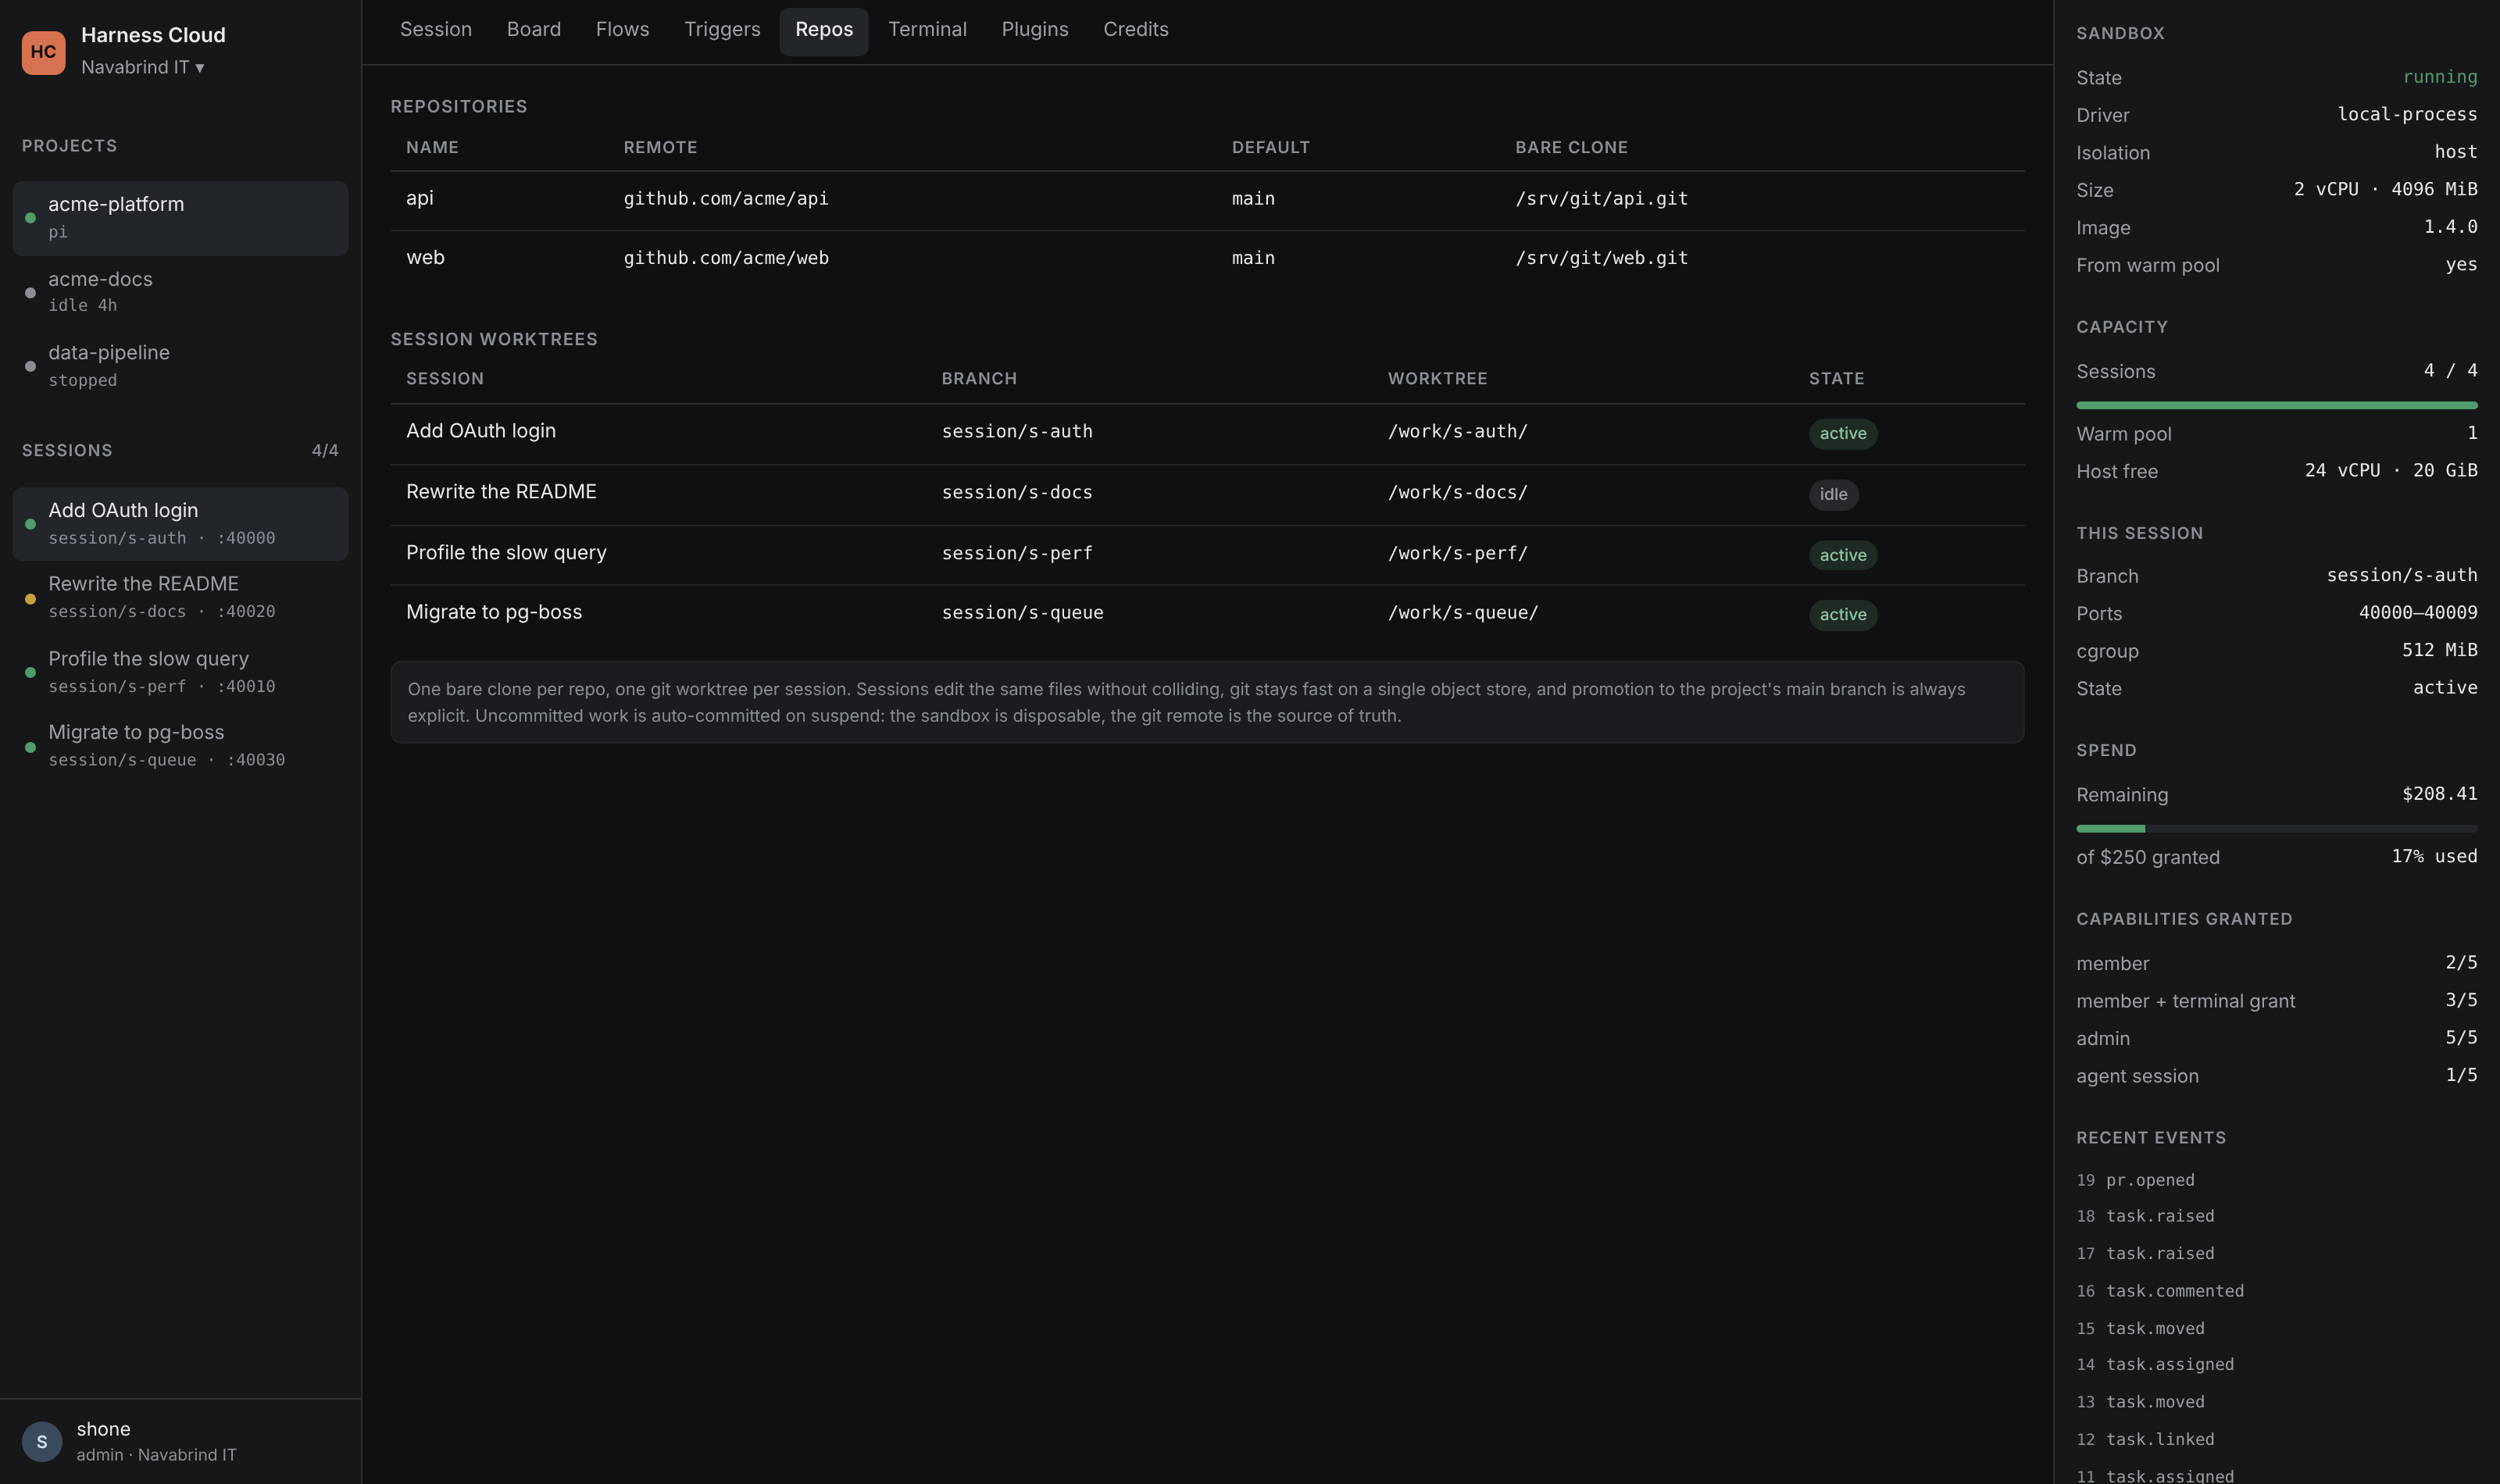 HC
Harness Cloud
Navabrind IT ▾
PROJECTS
acme-platform
pi
acme-docs
idle 4h
data-pipeline
stopped
SESSIONS 4/4
Add OAuth login
session/s-auth · :40000
Rewrite the README
session/s-docs · :40020
Profile the slow query
session/s-perf · :40010
Migrate to pg-boss
session/s-queue · :40030
S
shone
admin · Navabrind IT
Session Board Flows Triggers Repos Terminal Plugins Credits
REPOSITORIES
NAME REMOTE DEFAULT BARE CLONE
api github.com/acme/api main /srv/git/api.git
web github.com/acme/web main /srv/git/web.git
SESSION WORKTREES
SESSION BRANCH WORKTREE STATE
Add OAuth login session/s-auth /work/s-auth/ active
Rewrite the README session/s-docs /work/s-docs/ idle
Profile the slow query session/s-perf /work/s-perf/ active
Migrate to pg-boss session/s-queue /work/s-queue/ active
One bare clone per repo, one git worktree per session. Sessions edit the same files without colliding, git stays fast on a single object store, and promotion to the project's main branch is always
explicit. Uncommitted work is auto-committed on suspend: the sandbox is disposable, the git remote is the source of truth.
SANDBOX
State running
Driver local-process
Isolation host
Size 2 vCPU · 4096 MiB
Image 1.4.0
From warm pool yes
CAPACITY
Sessions 4 / 4
Warm pool 1
Host free 24 vCPU · 20 GiB
THIS SESSION
Branch session/s-auth
Ports 40000–40009
cgroup 512 MiB
State active
SPEND
Remaining $208.41
of $250 granted 17% used
CAPABILITIES GRANTED
member 2/5
member + terminal grant 3/5
admin 5/5
agent session 1/5
RECENT EVENTS
19 pr.opened
18 task.raised
17 task.raised
16 task.commented
15 task.moved
14 task.assigned
13 task.moved
12 task.linked
11 task.assigned